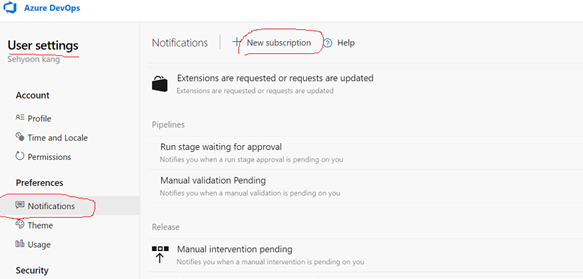 Azure DevOps
User settings
Sehyoon kang
Account
Profile
Time and Locale
Permissions
Preferences
Notifications
Theme
Usage
Security
Notifications + New subscription ? Help
Extensions are requested or requests are updated
Extensions are requested or requests are updated
Pipelines
Run stage waiting for approval
Notifies you when a run stage approval is pending on you
Manual validation Pending
Notifies you when a manual validation is pending on you
Release
Manual intervention pending
Notifies you when a manual intervention is pending on you